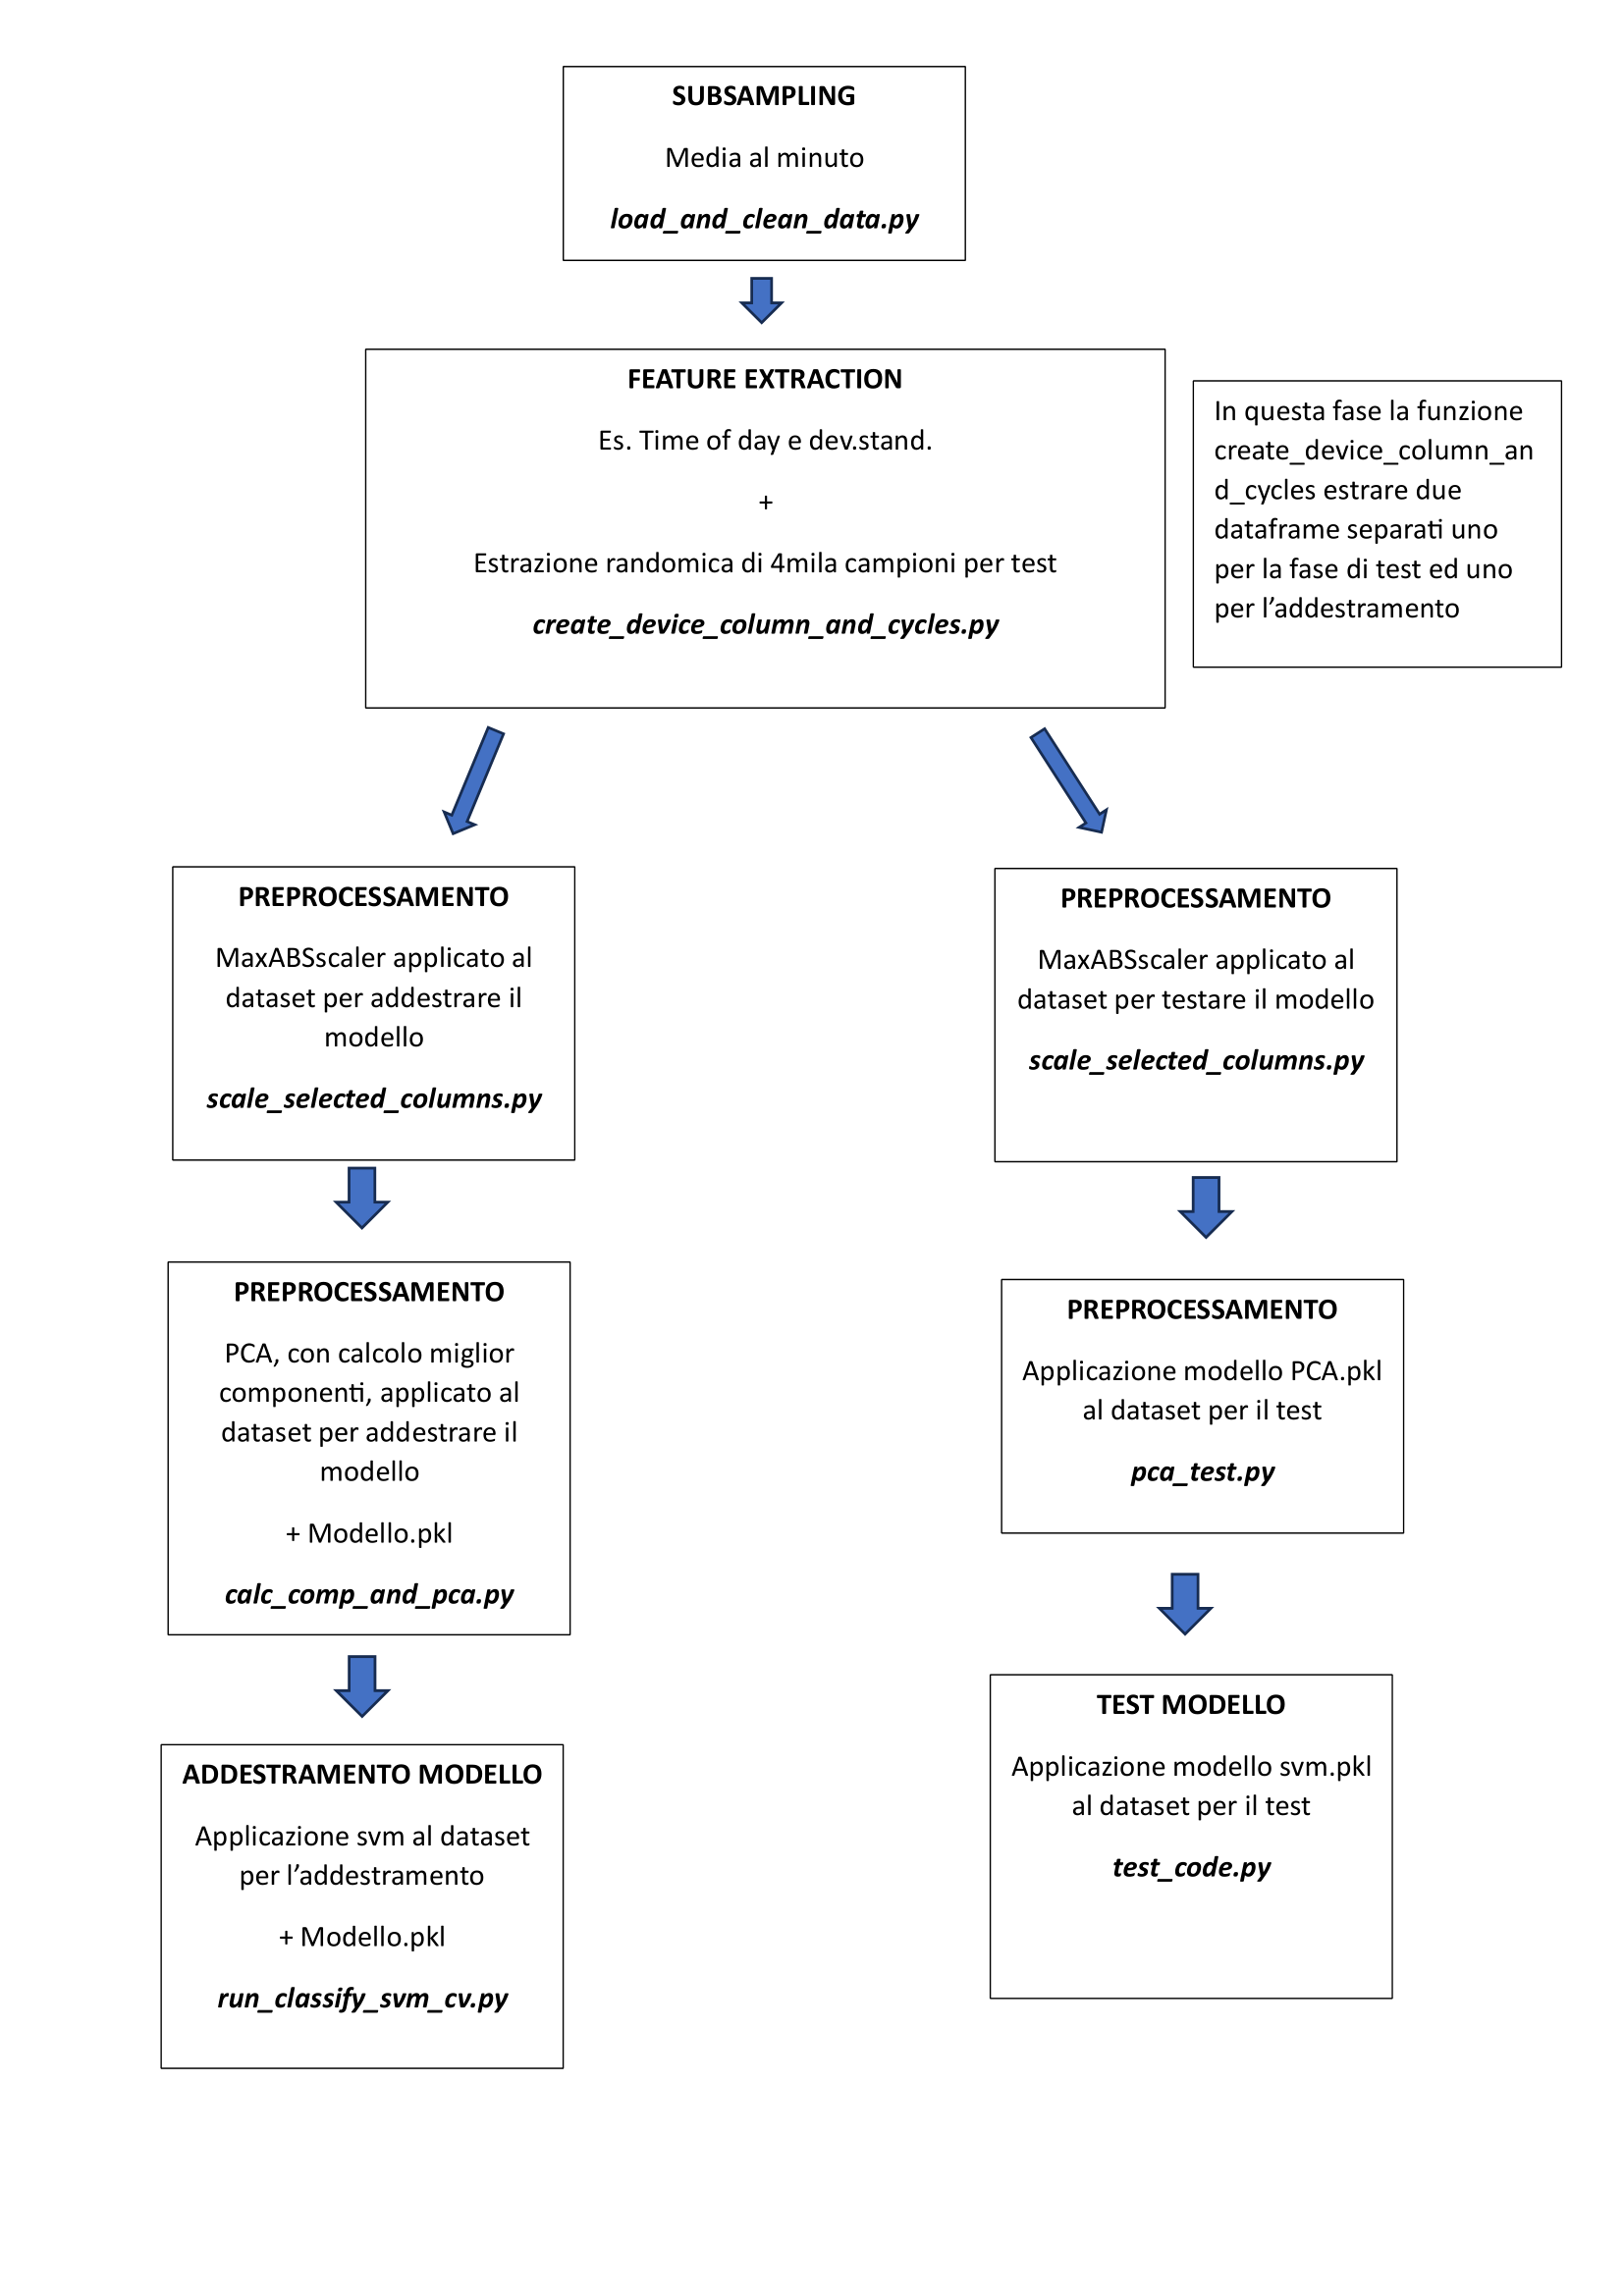 SUBSAMPLING
Media al minuto
load_and_clean_data.py
FEATURE EXTRACTION
Es. Time of day e dev.stand.
+
Estrazione randomica di 4mila campioni per test
create_device_column_and_cycles.py
In questa fase la funzione
create_device_column_an
d_cycles estrare due
dataframe separati uno
per la fase di test ed uno
per l’addestramento
PREPROCESSAMENTO
MaxABSscaler applicato al
dataset per addestrare il
modello
scale_selected_columns.py
PREPROCESSAMENTO
MaxABSscaler applicato al
dataset per testare il modello
scale_selected_columns.py
PREPROCESSAMENTO
PCA, con calcolo miglior
componenti, applicato al
dataset per addestrare il
modello
+ Modello.pkl
calc_comp_and_pca.py
PREPROCESSAMENTO
Applicazione modello PCA.pkl
al dataset per il test
pca_test.py
ADDESTRAMENTO MODELLO
Applicazione svm al dataset
per l’addestramento
+ Modello.pkl
run_classify_svm_cv.py
TEST MODELLO
Applicazione modello svm.pkl
al dataset per il test
test_code.py